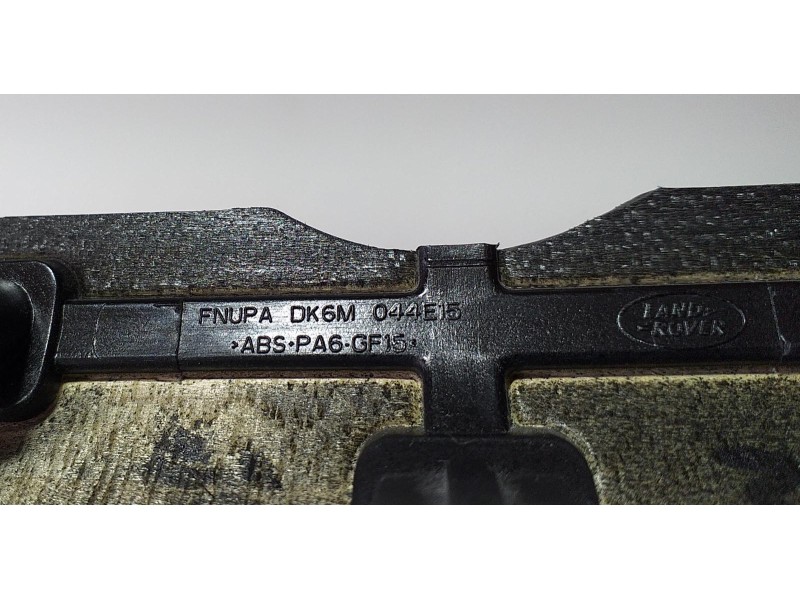 FNUPA DK6M 044E15
>ABS·PA6·GF15<
LAND
ROVER